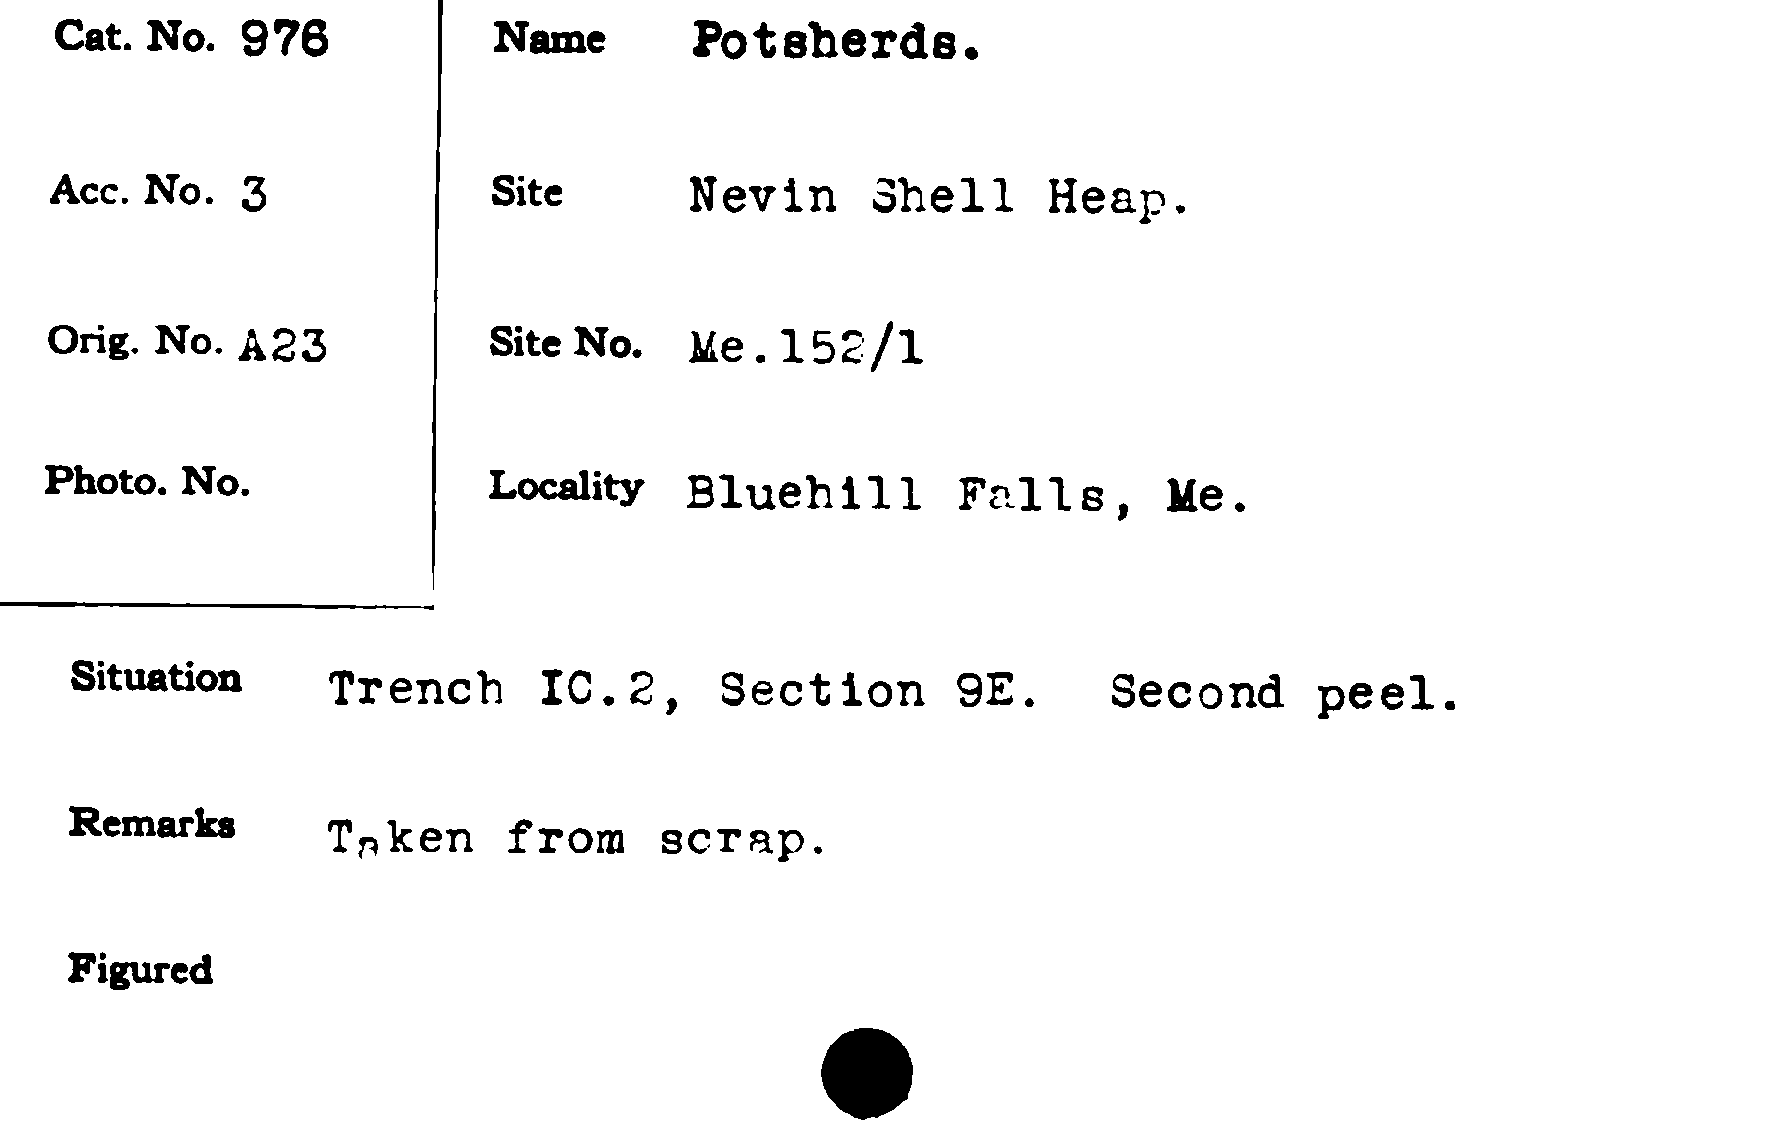 Cat. No. 976
Name Potsherds.
Acc. No. 3
Site Nevin Shell Heap.
Orig. No. A23
Site No. Me.152/1
Photo. No.
Locality Bluehill Falls, Me.
Situation Trench IC.2, Section 9E. Second peel.
Remarks Taken from scrap.
Figured